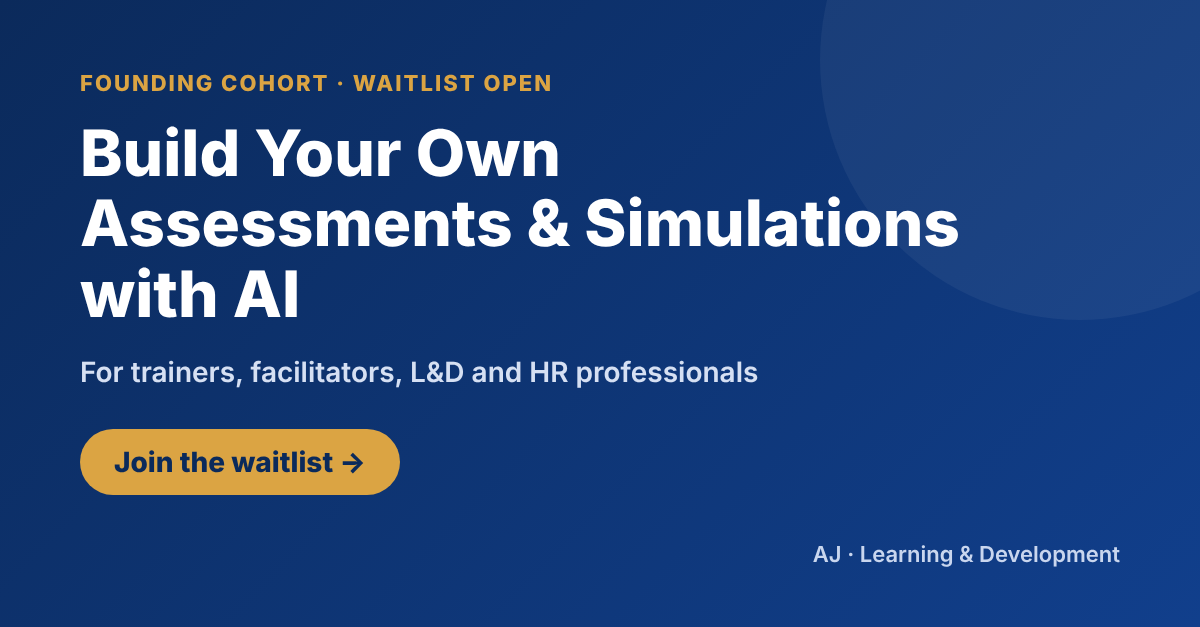 FOUNDING COHORT · WAITLIST OPEN
Build Your Own
Assessments & Simulations
with AI
For trainers, facilitators, L&D and HR professionals
Join the waitlist →
AJ · Learning & Development